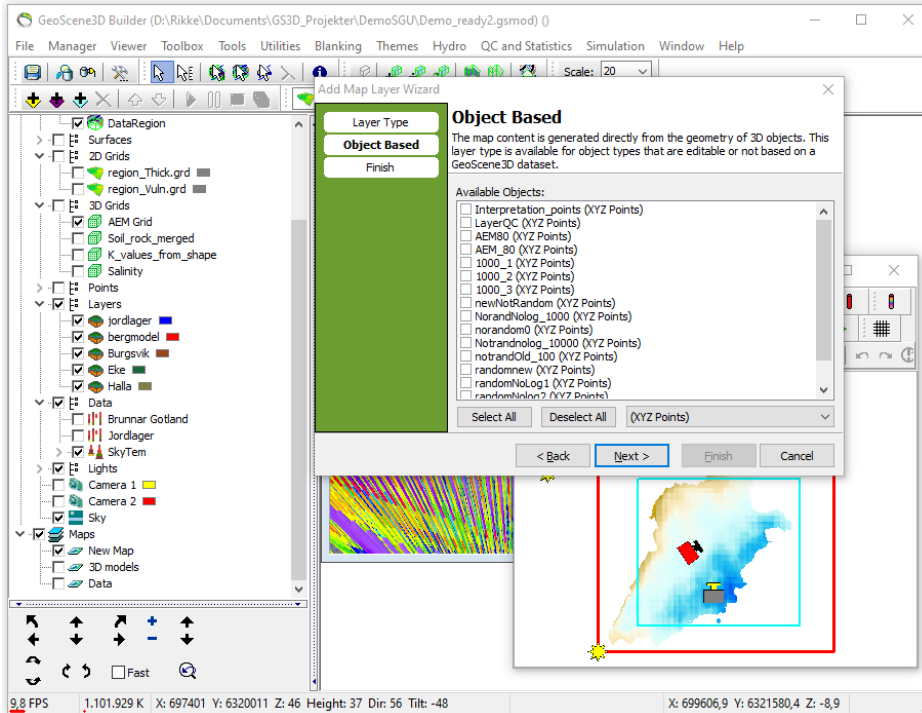 GeoScene3D Builder (D:\Rikke\Documents\GS3D_Projekter\DemoSGU\Demo_ready2.gsmod) ()
File Manager Viewer Toolbox Tools Utilities Blanking Themes Hydro QC and Statistics Simulation Window Help
Scale: 20
DataRegion
Surfaces
2D Grids
region_Thick.grd
region_Vuln.grd
3D Grids
AEM Grid
Soil_rock_merged
K_values_from_shape
Salinity
Points
Layers
jordlager
bergmodel
Burgsvik
Eke
Halla
Data
Brunnar Gotland
Jordlager
SkyTem
Lights
Camera 1
Camera 2
Sky
Maps
New Map
3D models
Data
Fast
Add Map Layer Wizard
Layer Type
Object Based
Finish
Object Based
The map content is generated directly from the geometry of 3D objects. This
layer type is available for object types that are editable or not based on a
GeoScene3D dataset.
Available Objects:
Interpretation_points (XYZ Points)
LayerQC (XYZ Points)
AEM80 (XYZ Points)
AEM_80 (XYZ Points)
1000_1 (XYZ Points)
1000_2 (XYZ Points)
1000_3 (XYZ Points)
newNotRandom (XYZ Points)
NorandNolog_1000 (XYZ Points)
norandom0 (XYZ Points)
Notrandnolog_10000 (XYZ Points)
notrandOld_100 (XYZ Points)
randomnew (XYZ Points)
randomNoLog1 (XYZ Points)
randomNolog2 (XYZ Points)
Select All Deselect All (XYZ Points)
< Back Next > Finish Cancel
9,8 FPS 1.101.929 K X: 697401 Y: 6320011 Z: 46 Height: 37 Dir: 56 Tilt: -48 X: 699606,9 Y: 6321580,4 Z: -8,9